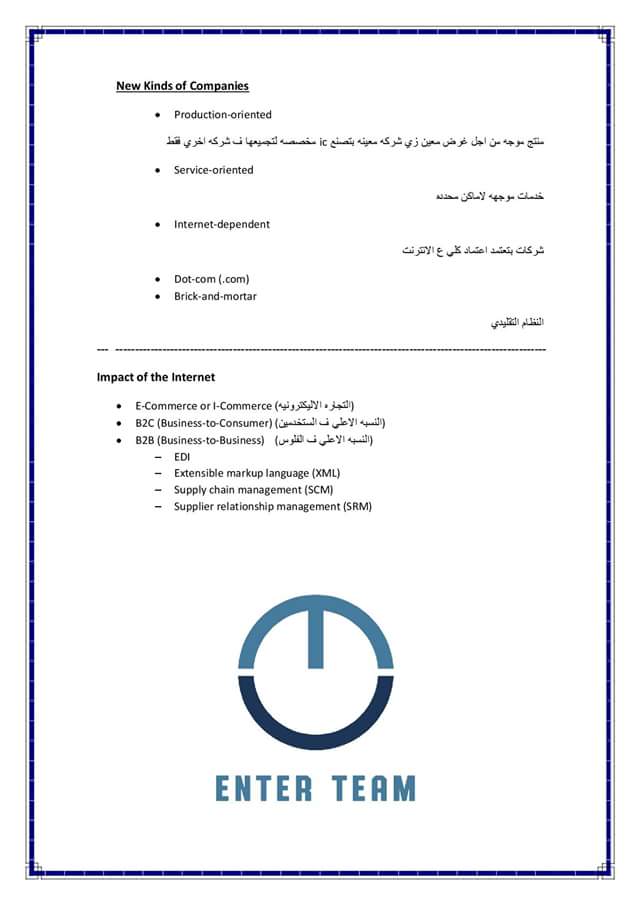 New Kinds of Companies
• Production-oriented
منتج موجه من اجل غرض معين زي شركه معينه بتصنع ic مخصصه لتجميعها ف شركه اخري فقط
• Service-oriented
خدمات موجهه لاماكن محدده
• Internet-dependent
شركات بتعتمد اعتماد كلي ع الانترنت
• Dot-com (.com)
• Brick-and-mortar
النظام التقليدي
Impact of the Internet
• E-Commerce or I-Commerce (التجاره الاليكترونيه)
• B2C (Business-to-Consumer) (النسبه الاعلي ف الستخدمين)
• B2B (Business-to-Business) (النسبه الاعلي ف الفلوس)
– EDI
– Extensible markup language (XML)
– Supply chain management (SCM)
– Supplier relationship management (SRM)
ENTER TEAM